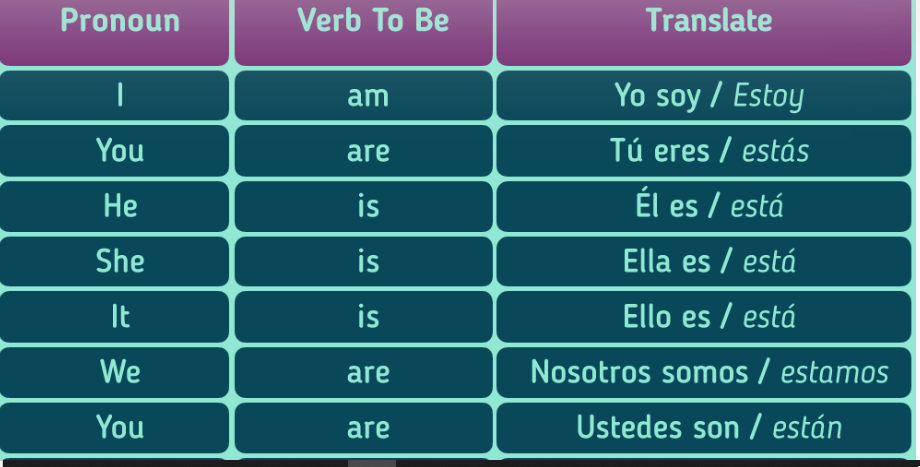 Pronoun Verb To Be Translate
I am Yo soy / Estoy
You are Tú eres / estás
He is Él es / está
She is Ella es / está
It is Ello es / está
We are Nosotros somos / estamos
You are Ustedes son / están